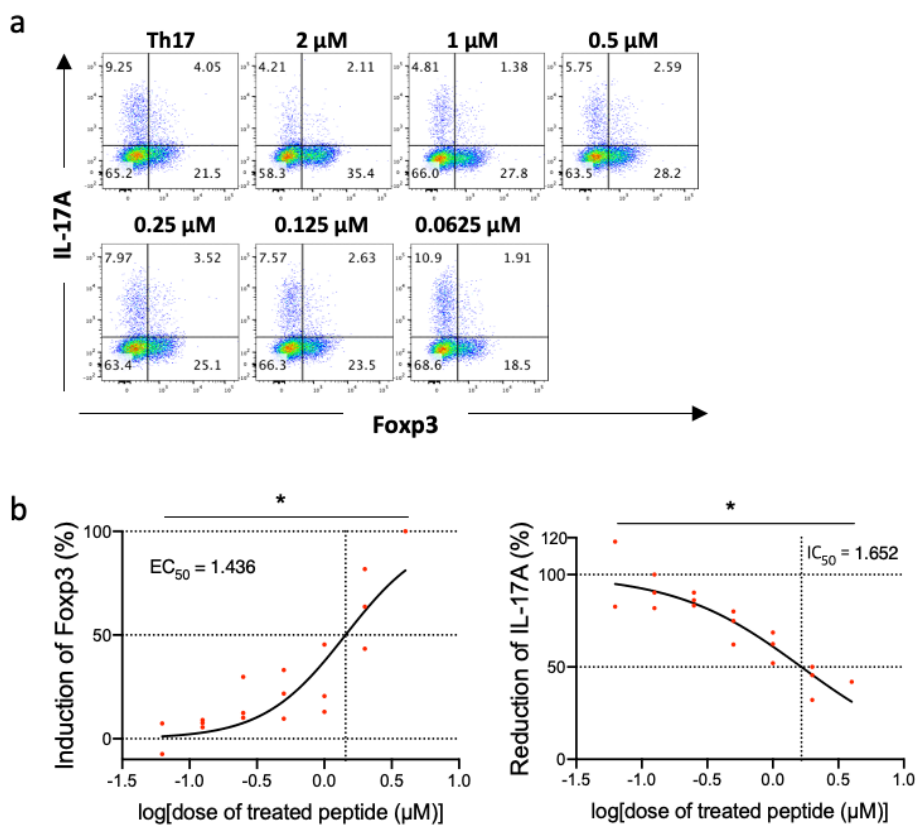 a
Th17 2 μM 1 μM 0.5 μM
9.25 4.05 4.21 2.11 4.81 1.38 5.75 2.59
65.2 21.5 58.3 35.4 66.0 27.8 63.5 28.2
0.25 μM 0.125 μM 0.0625 μM
7.97 3.52 7.57 2.63 10.9 1.91
63.4 25.1 66.3 23.5 68.6 18.5
IL-17A
Foxp3
b
*
Induction of Foxp3 (%)
100
50
0
EC50 = 1.436
-1.5 -1.0 -0.5 0.0 0.5 1.0
log[dose of treated peptide (μM)]
*
Reduction of IL-17A (%)
120
100
50
0
IC50 = 1.652
-1.5 -1.0 -0.5 0.0 0.5 1.0
log[dose of treated peptide (μM)]